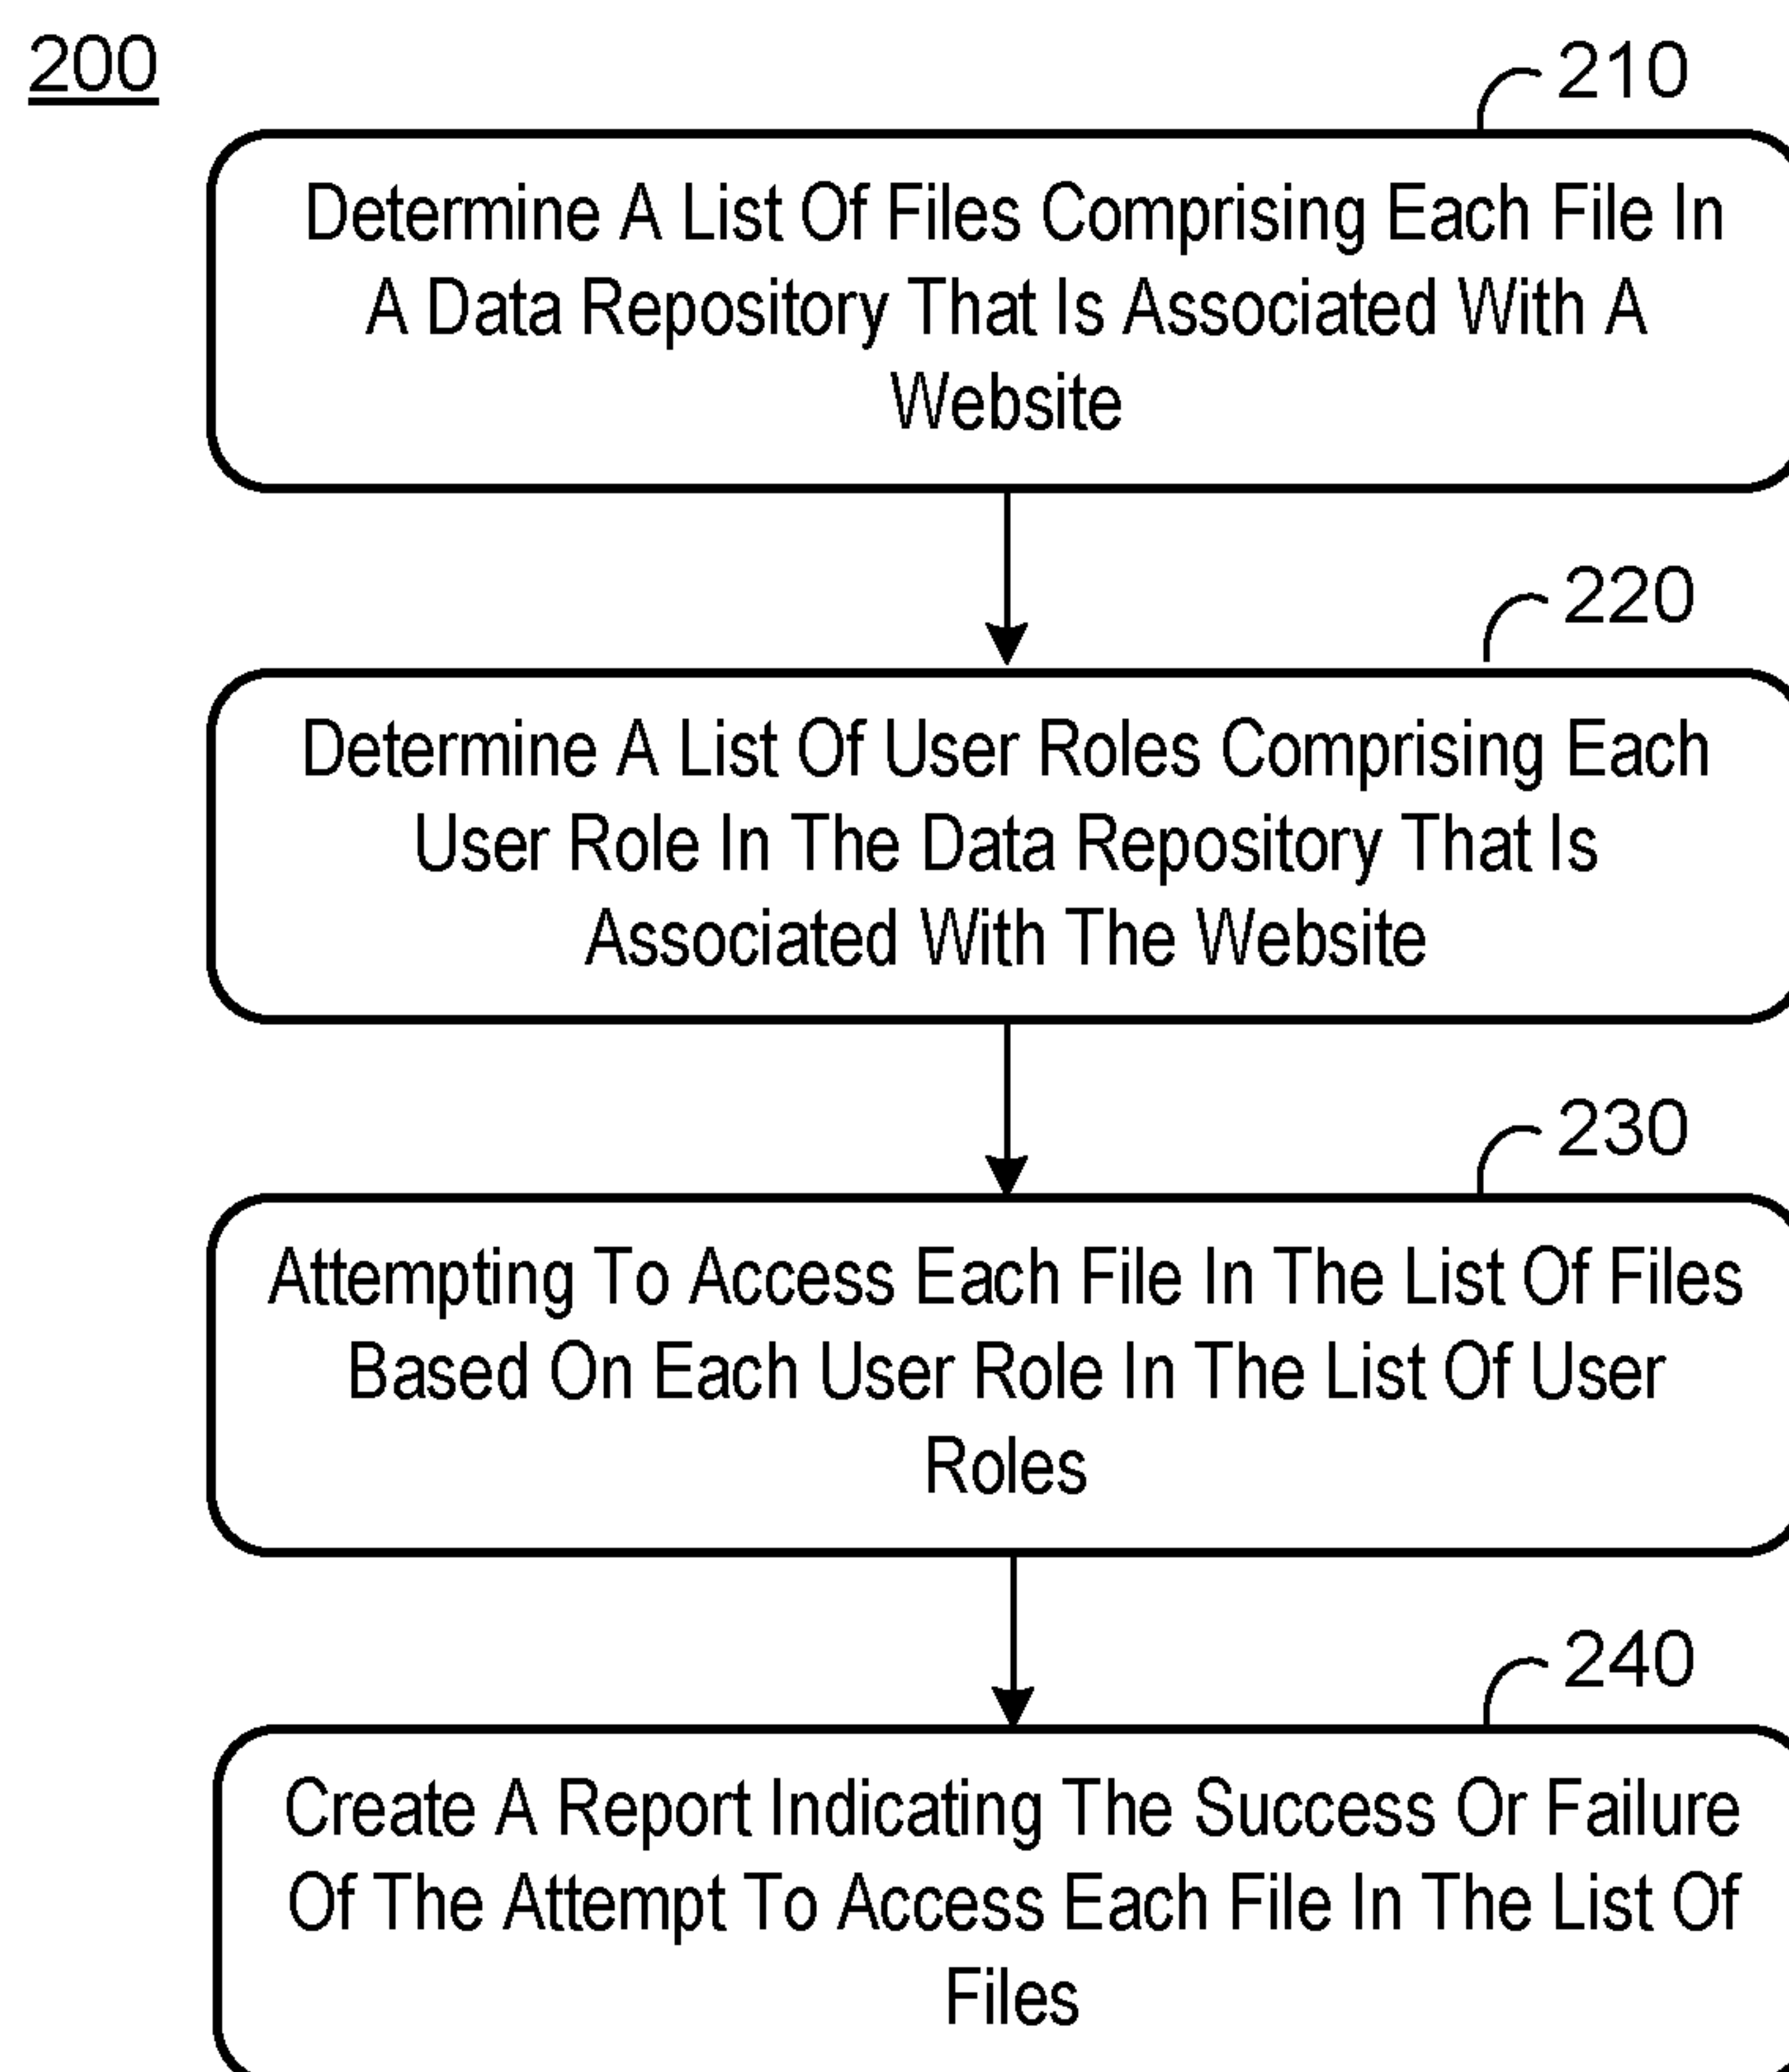 200
210
Determine A List Of Files Comprising Each File In
A Data Repository That Is Associated With A
Website
220
Determine A List Of User Roles Comprising Each
User Role In The Data Repository That Is
Associated With The Website
230
Attempting To Access Each File In The List Of Files
Based On Each User Role In The List Of User
Roles
240
Create A Report Indicating The Success Or Failure
Of The Attempt To Access Each File In The List Of
Files